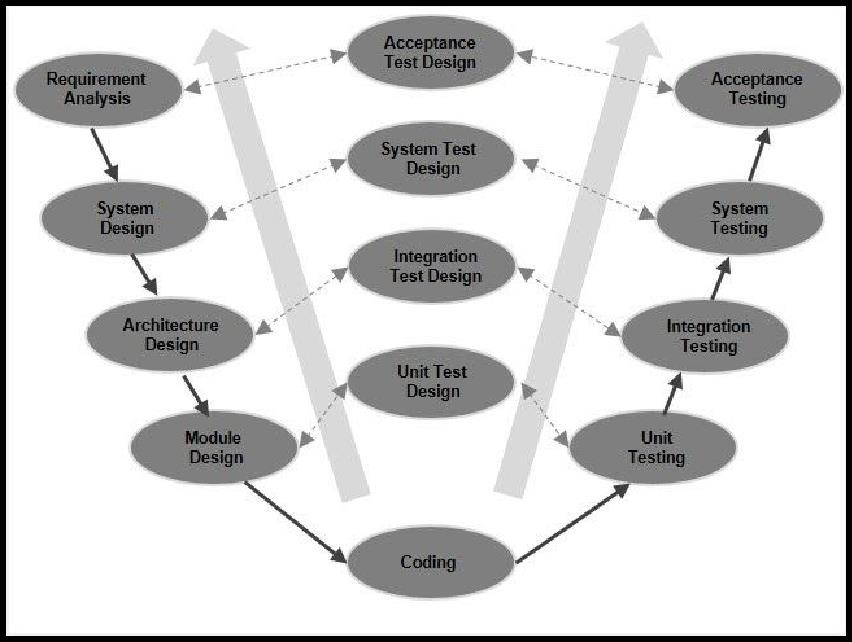 Acceptance
Test Design
Requirement
Analysis
Acceptance
Testing
System Test
Design
System
Design
System
Testing
Integration
Test Design
Architecture
Design
Integration
Testing
Unit Test
Design
Module
Design
Unit
Testing
Coding